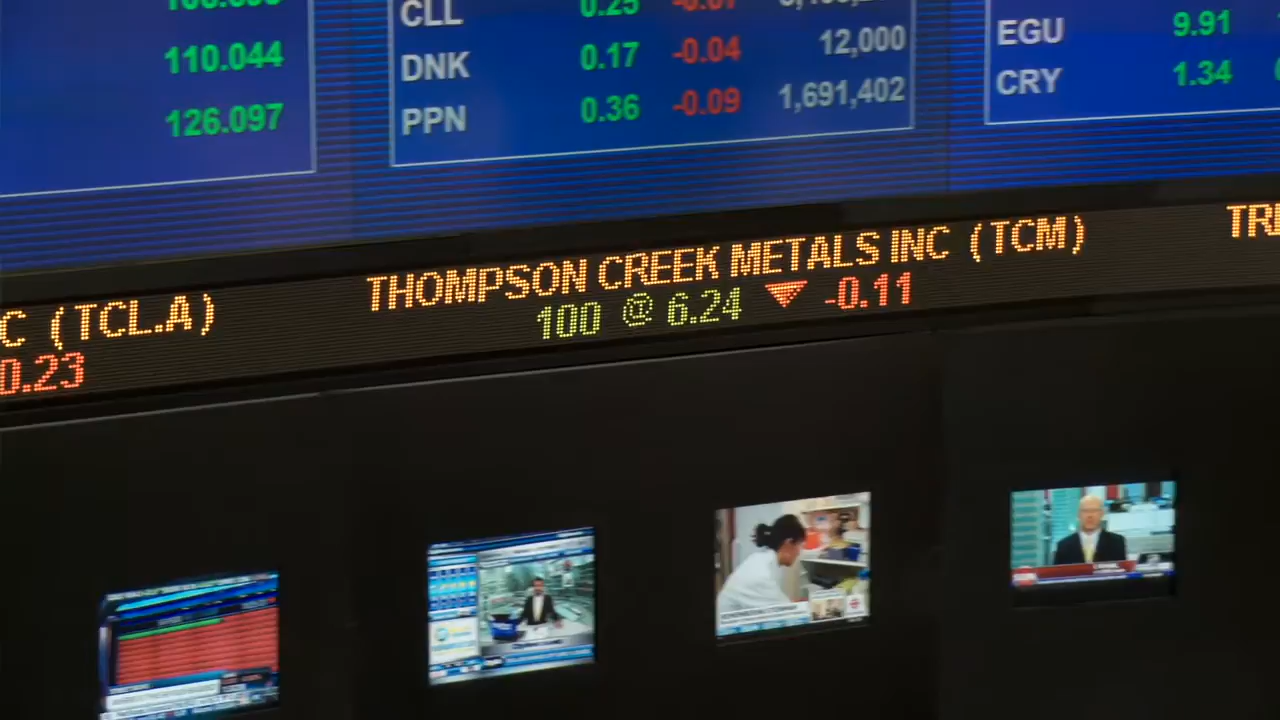 110.044
126.097
CLL 0.25
DNK 0.17 -0.04 12,000
PPN 0.36 -0.09 1,691,402
EGU 9.91
CRY 1.34
C (TCL.A)
0.23
THOMPSON CREEK METALS INC (TCM)
100 @ 6.24 ▼ -0.11